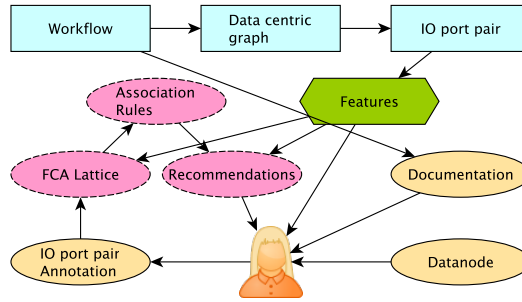 Workflow
Data centric
graph
IO port pair
Association
Rules
Features
FCA Lattice
Recommendations
Documentation
IO port pair
Annotation
Datanode